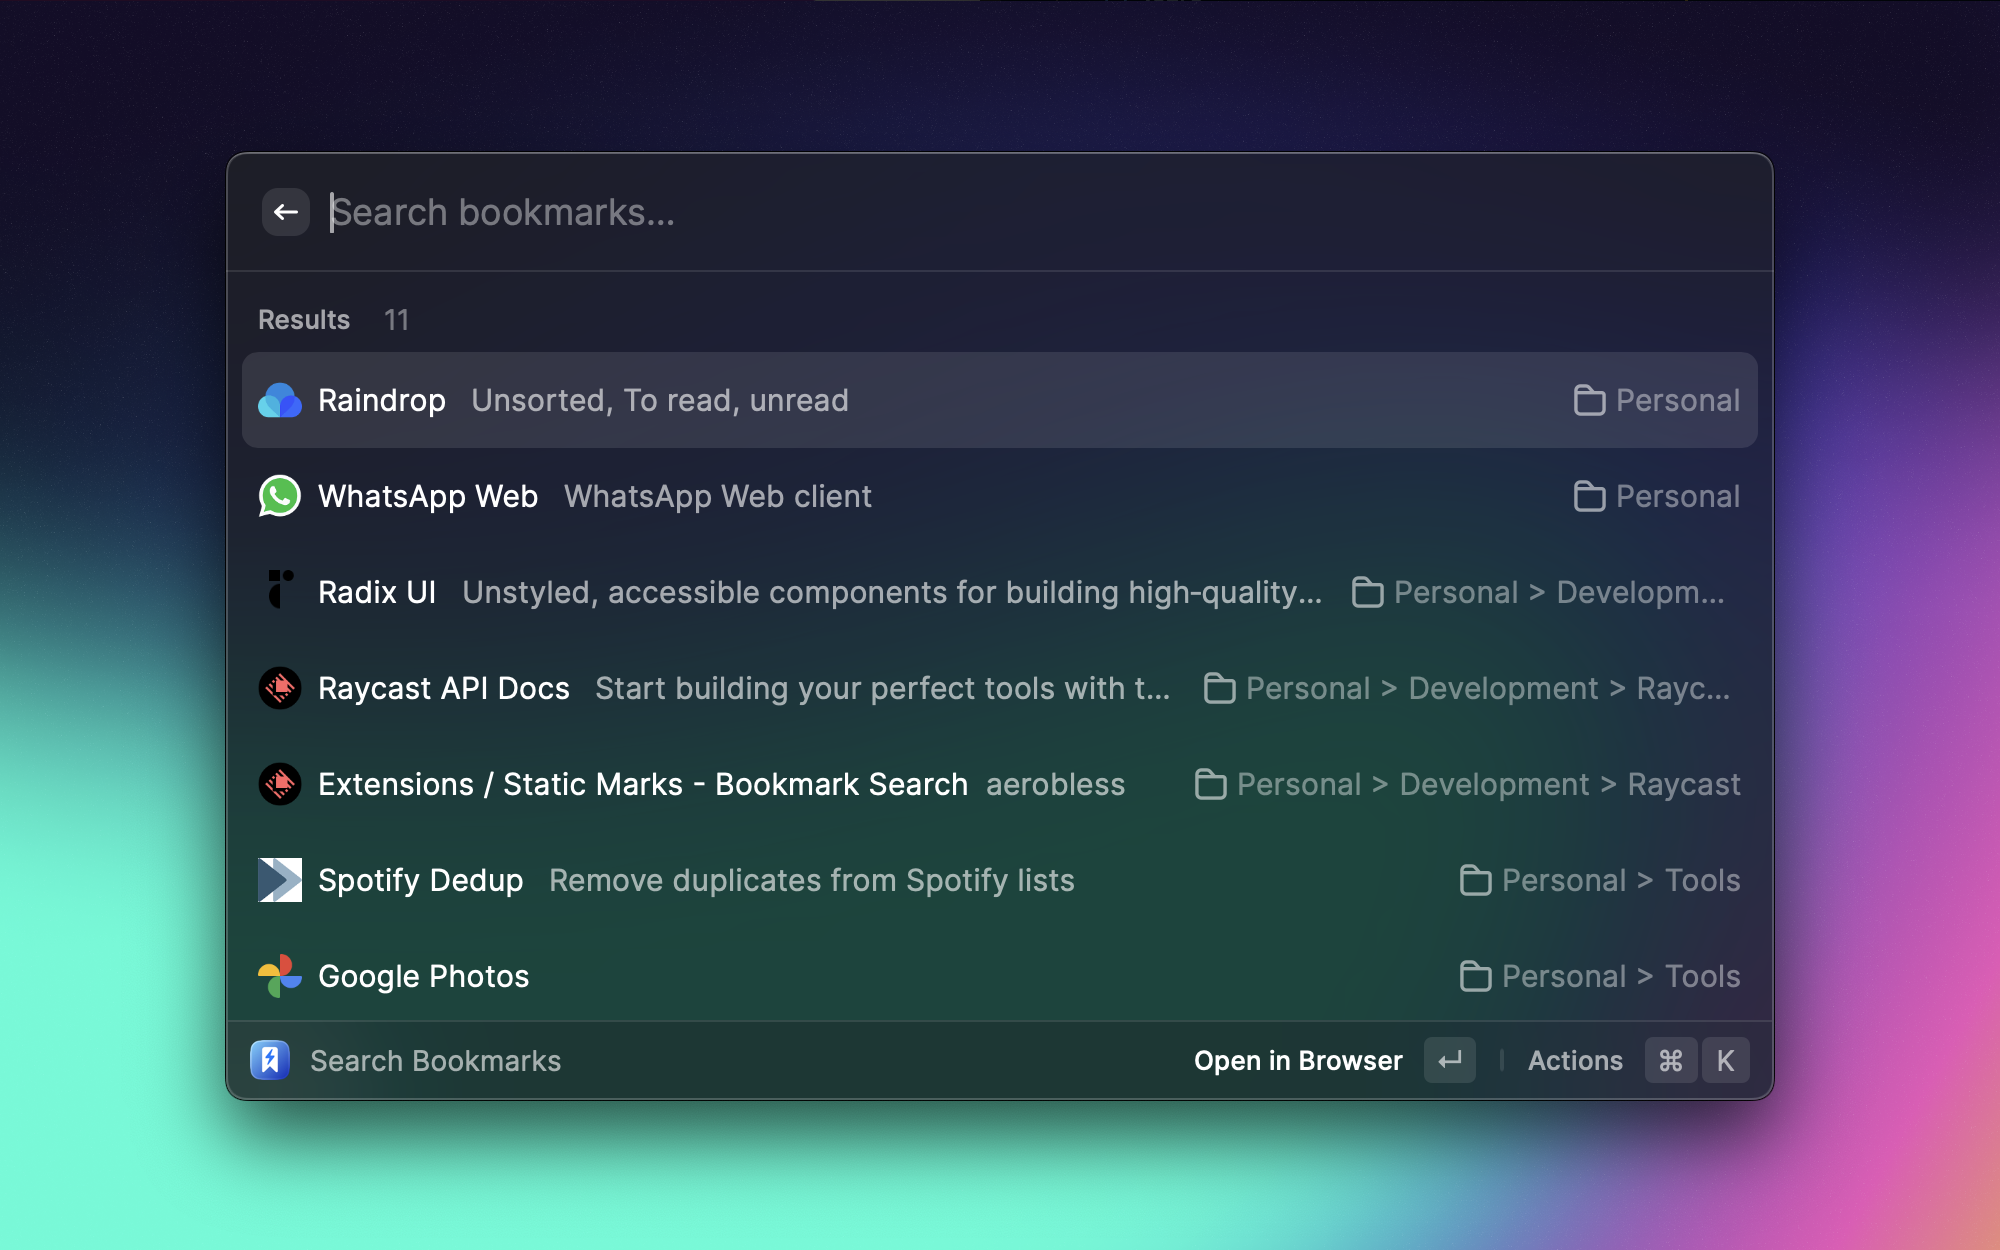 Search bookmarks...
Results 11
Raindrop Unsorted, To read, unread Personal
WhatsApp Web WhatsApp Web client Personal
Radix UI Unstyled, accessible components for building high-quality... Personal > Developm...
Raycast API Docs Start building your perfect tools with t... Personal > Development > Rayc...
Extensions / Static Marks - Bookmark Search aerobless Personal > Development > Raycast
Spotify Dedup Remove duplicates from Spotify lists Personal > Tools
Google Photos Personal > Tools
Search Bookmarks Open in Browser ↵ Actions ⌘ K